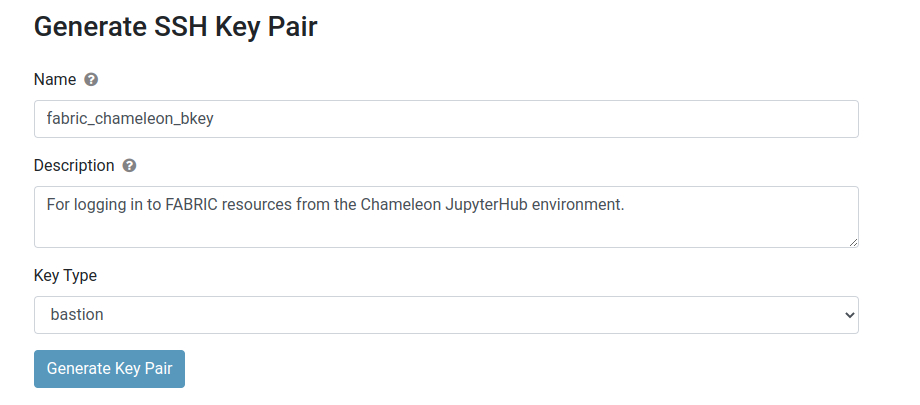 Generate SSH Key Pair
Name
fabric_chameleon_bkey
Description
For logging in to FABRIC resources from the Chameleon JupyterHub environment.
Key Type
bastion
Generate Key Pair